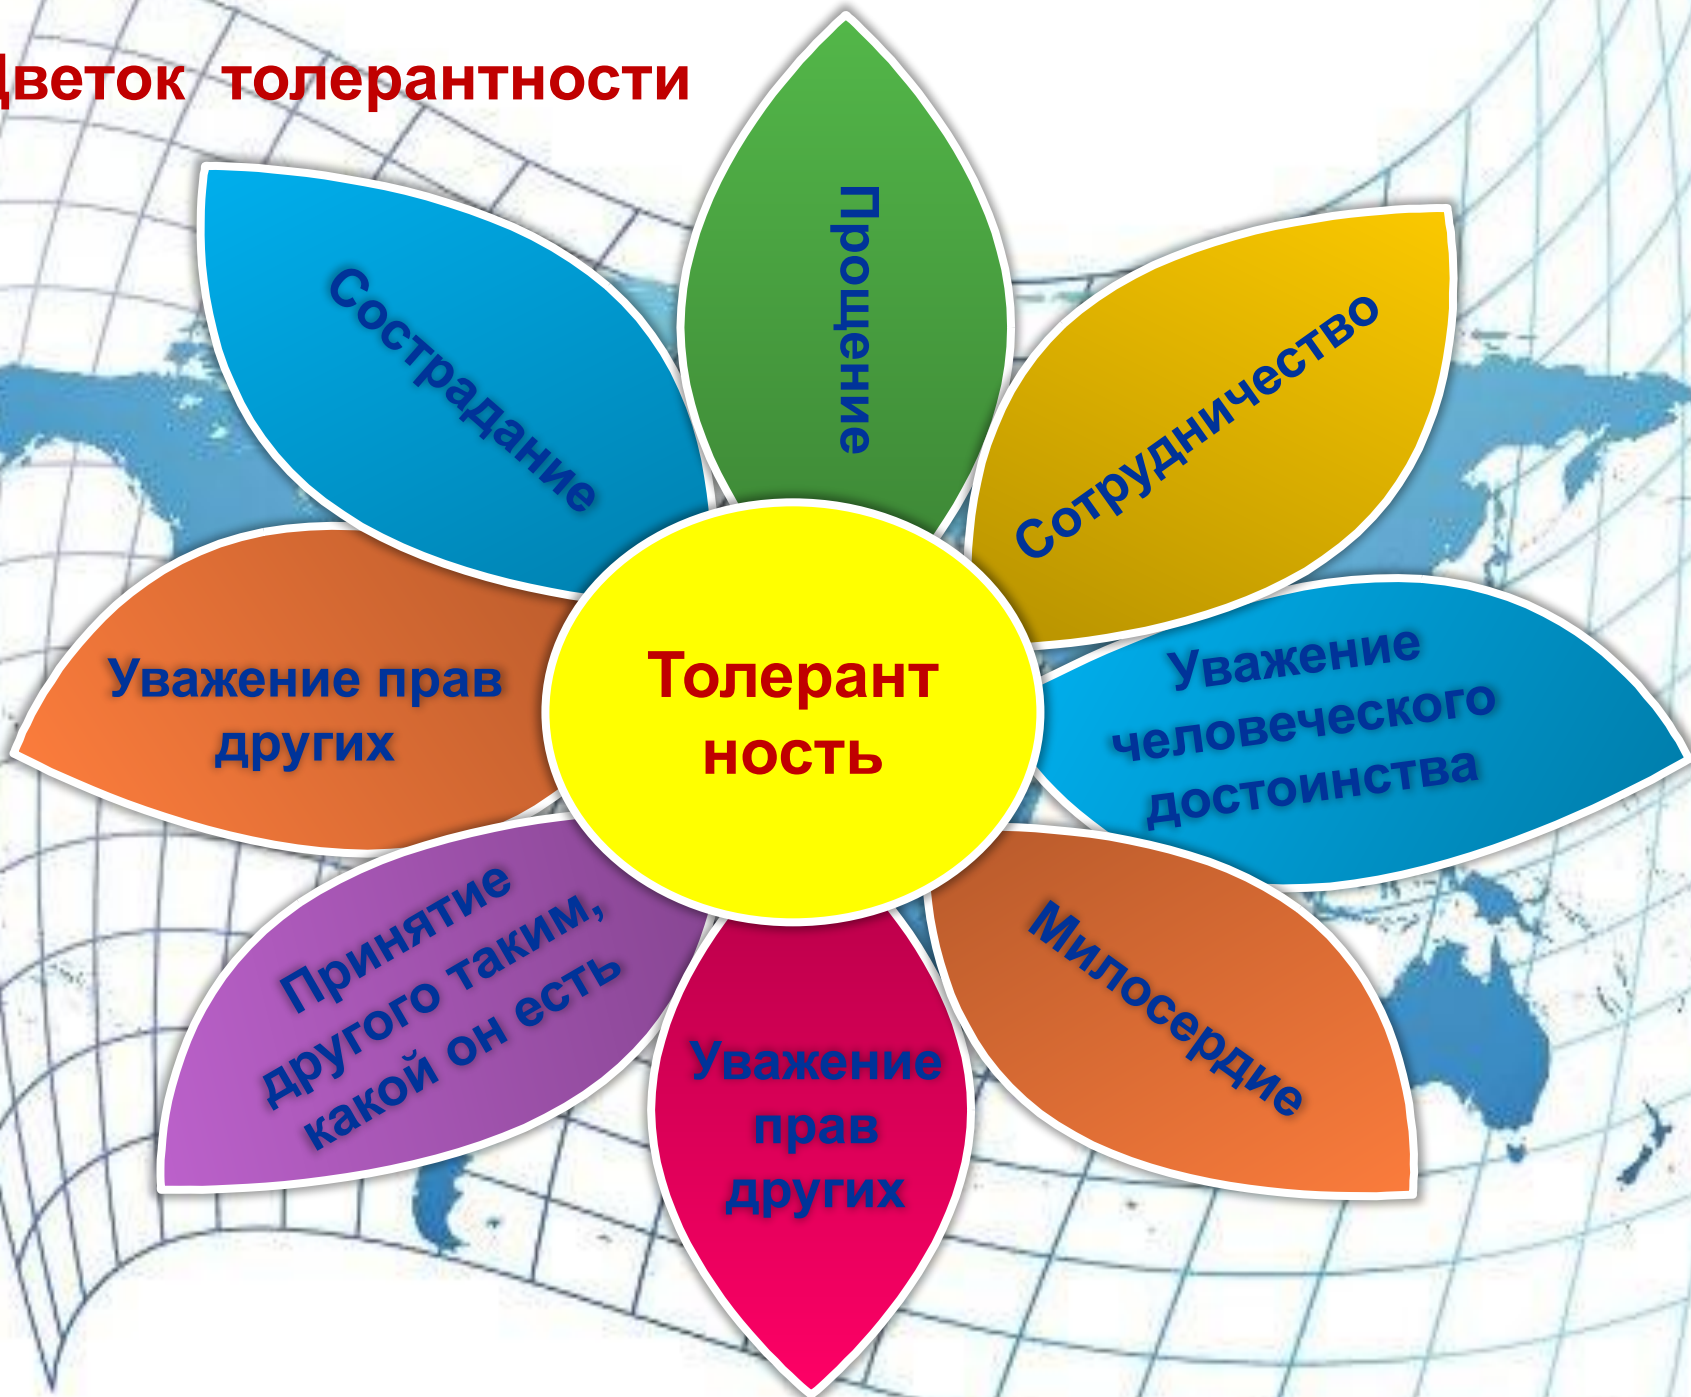 Цветок толерантности
Прощение
Сострадание
Сотрудничество
Уважение прав
других
Толерант
ность
Уважение
человеческого
достоинства
Принятие
другого таким,
какой он есть
Уважение
прав
других
Милосердие